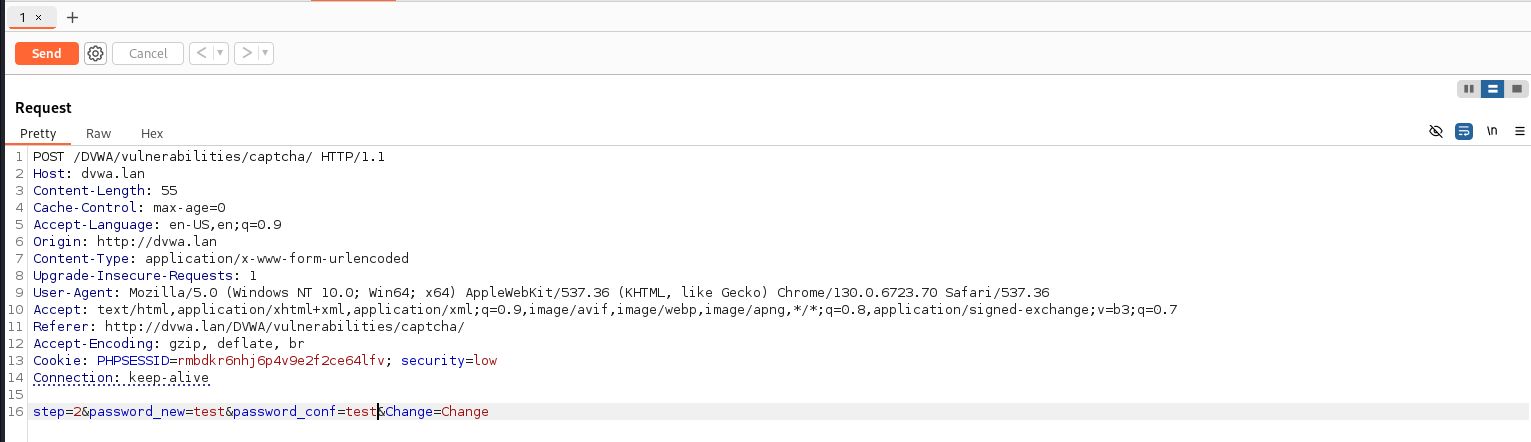 1 × +
Send Cancel < ▾ > ▾
Request
Pretty Raw Hex \n
1 POST /DVWA/vulnerabilities/captcha/ HTTP/1.1
2 Host: dvwa.lan
3 Content-Length: 55
4 Cache-Control: max-age=0
5 Accept-Language: en-US,en;q=0.9
6 Origin: http://dvwa.lan
7 Content-Type: application/x-www-form-urlencoded
8 Upgrade-Insecure-Requests: 1
9 User-Agent: Mozilla/5.0 (Windows NT 10.0; Win64; x64) AppleWebKit/537.36 (KHTML, like Gecko) Chrome/130.0.6723.70 Safari/537.36
10 Accept: text/html,application/xhtml+xml,application/xml;q=0.9,image/avif,image/webp,image/apng,*/*;q=0.8,application/signed-exchange;v=b3;q=0.7
11 Referer: http://dvwa.lan/DVWA/vulnerabilities/captcha/
12 Accept-Encoding: gzip, deflate, br
13 Cookie: PHPSESSID=rmbdkr6nhj6p4v9e2f2ce64lfv; security=low
14 Connection: keep-alive
15
16 step=2&password_new=test&password_conf=test&Change=Change